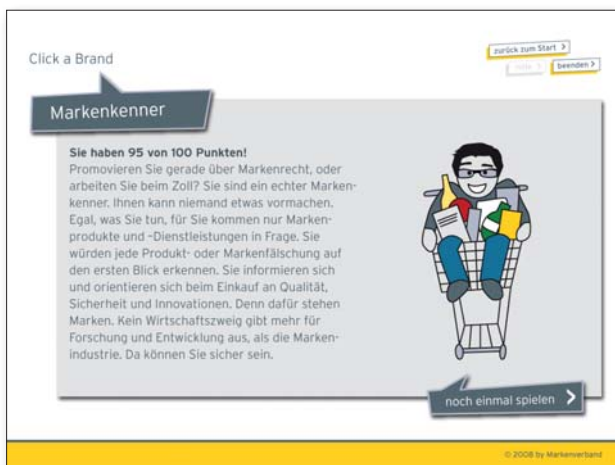 Click a Brand
zurück zum Start >
Hilfe >
beenden >
Markenkenner
Sie haben 95 von 100 Punkten!
Promovieren Sie gerade über Markenrecht, oder
arbeiten Sie beim Zoll? Sie sind ein echter Marken-
kenner. Ihnen kann niemand etwas vormachen.
Egal, was Sie tun, für Sie kommen nur Marken-
produkte und -Dienstleistungen in Frage. Sie
würden jede Produkt- oder Markenfälschung auf
den ersten Blick erkennen. Sie informieren sich
und orientieren sich beim Einkauf an Qualität,
Sicherheit und Innovationen. Denn dafür stehen
Marken. Kein Wirtschaftszweig gibt mehr für
Forschung und Entwicklung aus, als die Marken-
industrie. Da können Sie sicher sein.
noch einmal spielen >
© 2008 by Markenverband